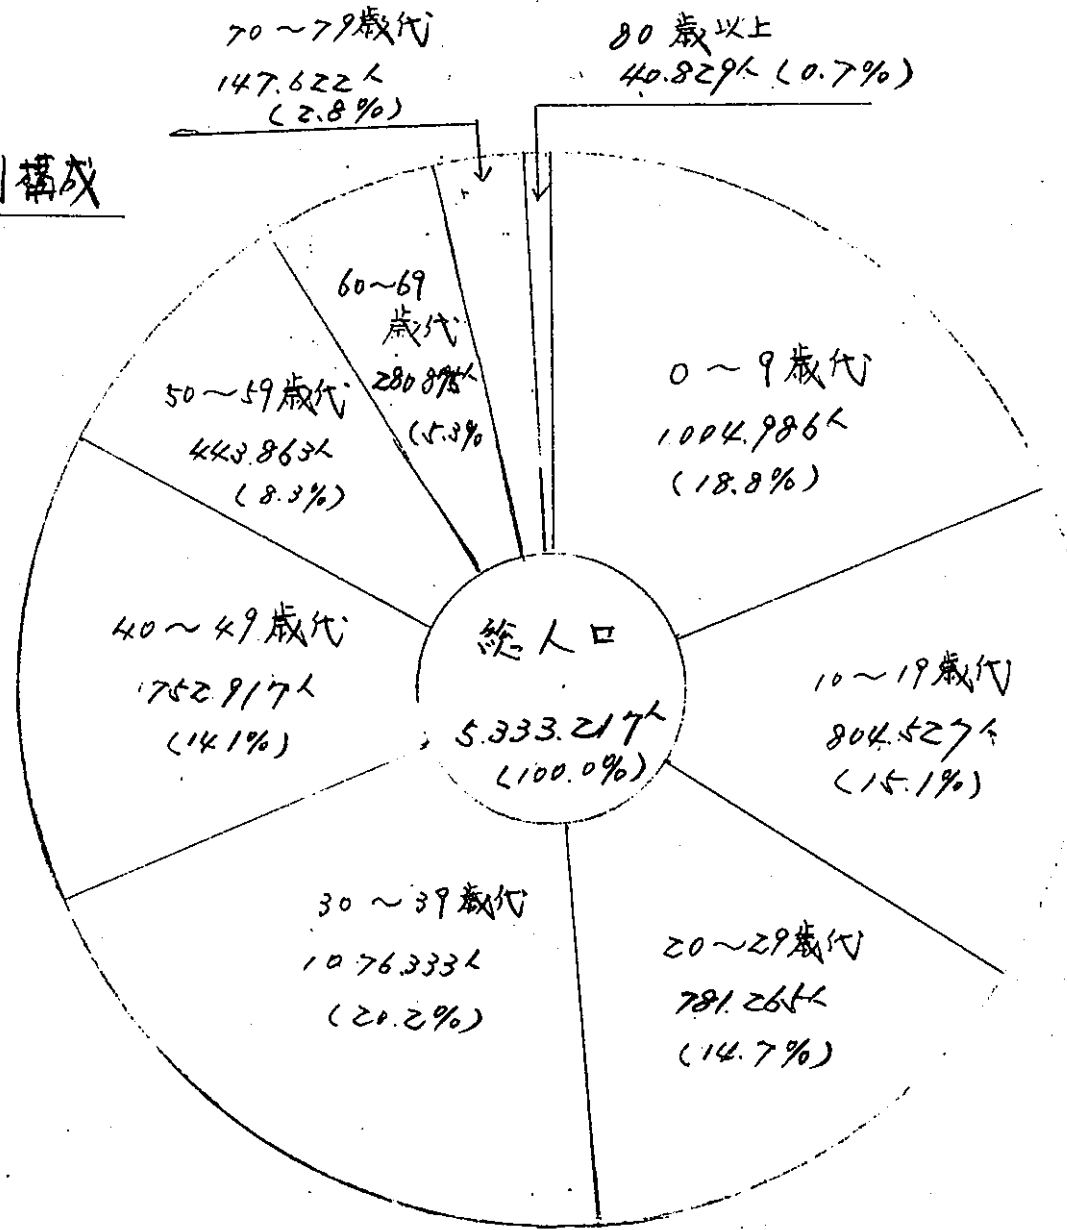 70～79歳代
147.622人
(2.8%)
80歳以上
40.829人(0.7%)
構成
60～69
歳代
(5.3%
50～59歳代
443.863人
(8.3%)
0～9歳代
1.004.986人
(18.8%)
40～49歳代
752.917人
(14.1%)
総人口
5.333.217人
(100.0%)
10～19歳代
804.527人
(15.1%)
30～39歳代
10.76.333人
(20.2%)
20～29歳代
781.265人
(14.7%)